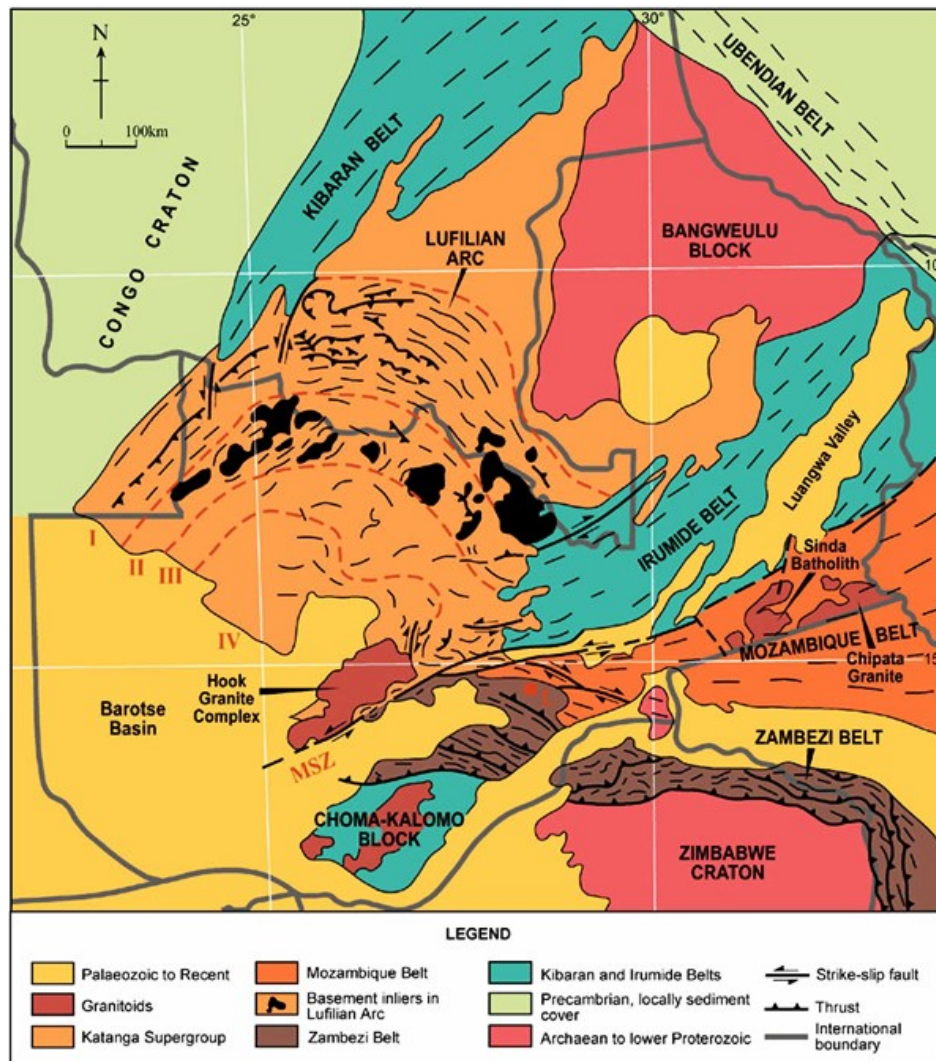 25°
30°
N
0 100km
KIBARAN BELT
UBENDIAN BELT
CONGO CRATON
LUFILIAN
ARC
BANGWEULU
BLOCK
10
Luangwa Valley
IRUMIDE BELT
I
II
III
IV
Sinda
Batholith
MOZAMBIQUE BELT
15
Chipata
Granite
Hook
Granite
Complex
Barotse
Basin
MSZ
ZAMBEZI BELT
CHOMA-KALOMO
BLOCK
ZIMBABWE
CRATON
LEGEND
Palaeozoic to Recent
Granitoids
Katanga Supergroup
Mozambique Belt
Basement inliers in
Lufilian Arc
Zambezi Belt
Kibaran and Irumide Belts
Precambrian, locally sediment
cover
Archaean to lower Proterozoic
Strike-slip fault
Thrust
International
boundary